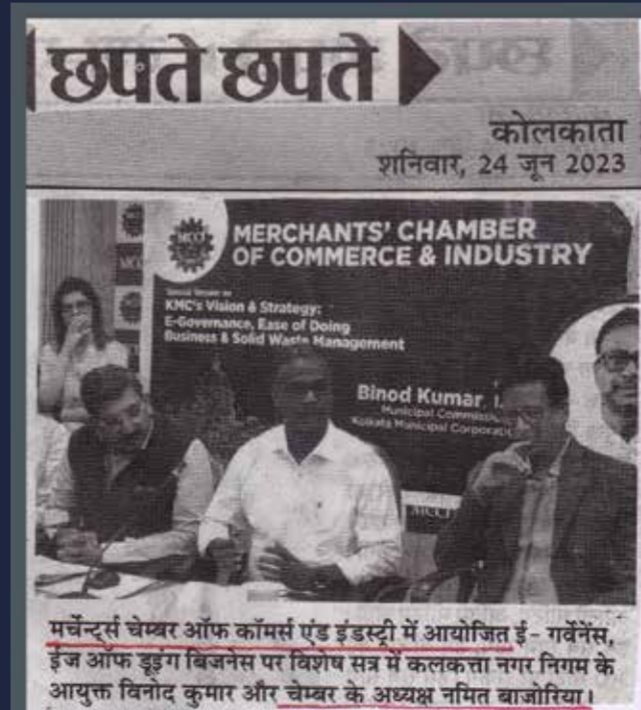 छपते छपते
कोलकाता
शनिवार, 24 जून 2023
MCCI
MERCHANTS' CHAMBER
OF COMMERCE & INDUSTRY
KMC's Vision & Strategy:
E-Governance, Ease of Doing
Business & Solid Waste Management
Binod Kumar,
Municipal
Kolkata Municipal
MCCI
मर्चेन्ट्स चेम्बर ऑफ कॉमर्स एंड इंडस्ट्री में आयोजित ई- गर्वेनेंस,
ईज ऑफ डूइंग बिजनेस पर विशेष सत्र में कलकत्ता नगर निगम के
आयुक्त विनोद कुमार और चेम्बर के अध्यक्ष नमित बाजोरिया।